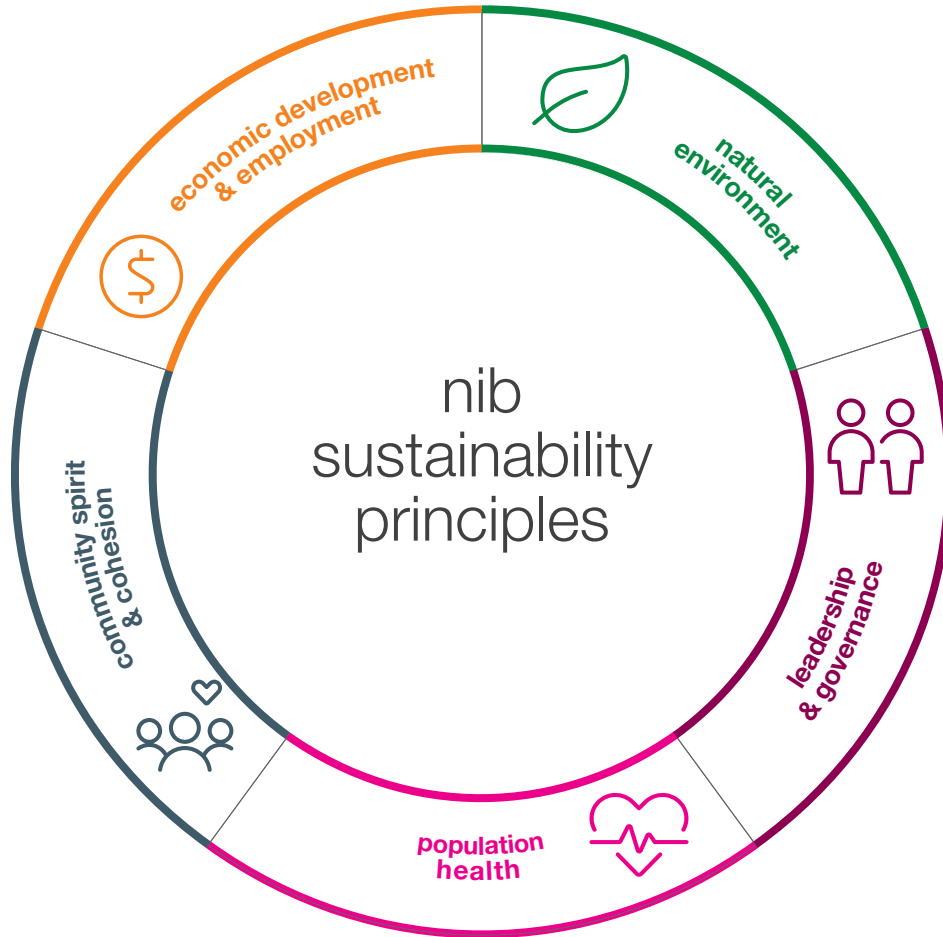 economic development
& employment
natural
environment
nib
sustainability
principles
community spirit
& cohesion
leadership
& governance
population
health